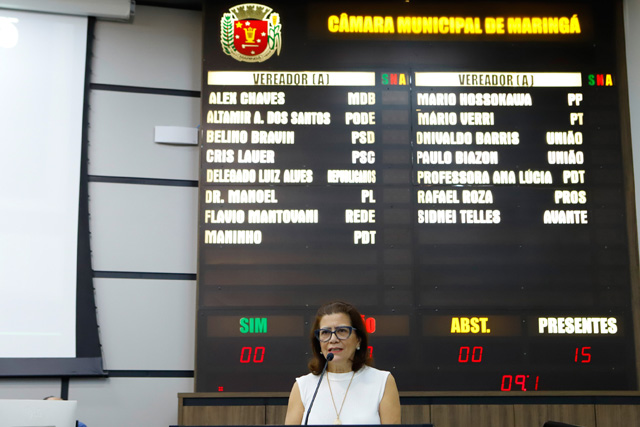 CÂMARA MUNICIPAL DE MARINGÁ
VEREADOR (A) S N A
ALEX CHAVES MDB
ALTAMIR A. DOS SANTOS PODE
BELINO BRAVIN PSD
CRIS LAUER PSC
DELEGADO LUIZ ALVES REPUBLICANOS
DR. MANOEL PL
FLAVIO MANTOVANI REDE
MANINHO PDT
VEREADOR (A) S N A
MARIO HOSSOKAWA PP
MÁRIO VERRI PT
ONIVALDO BARRIS UNIÃO
PAULO BIAZON UNIÃO
PROFESSORA ANA LÚCIA PDT
RAFAEL ROZA PROS
SIDNEI TELLES AVANTE
SIM ABST. PRESENTES
00 00 15